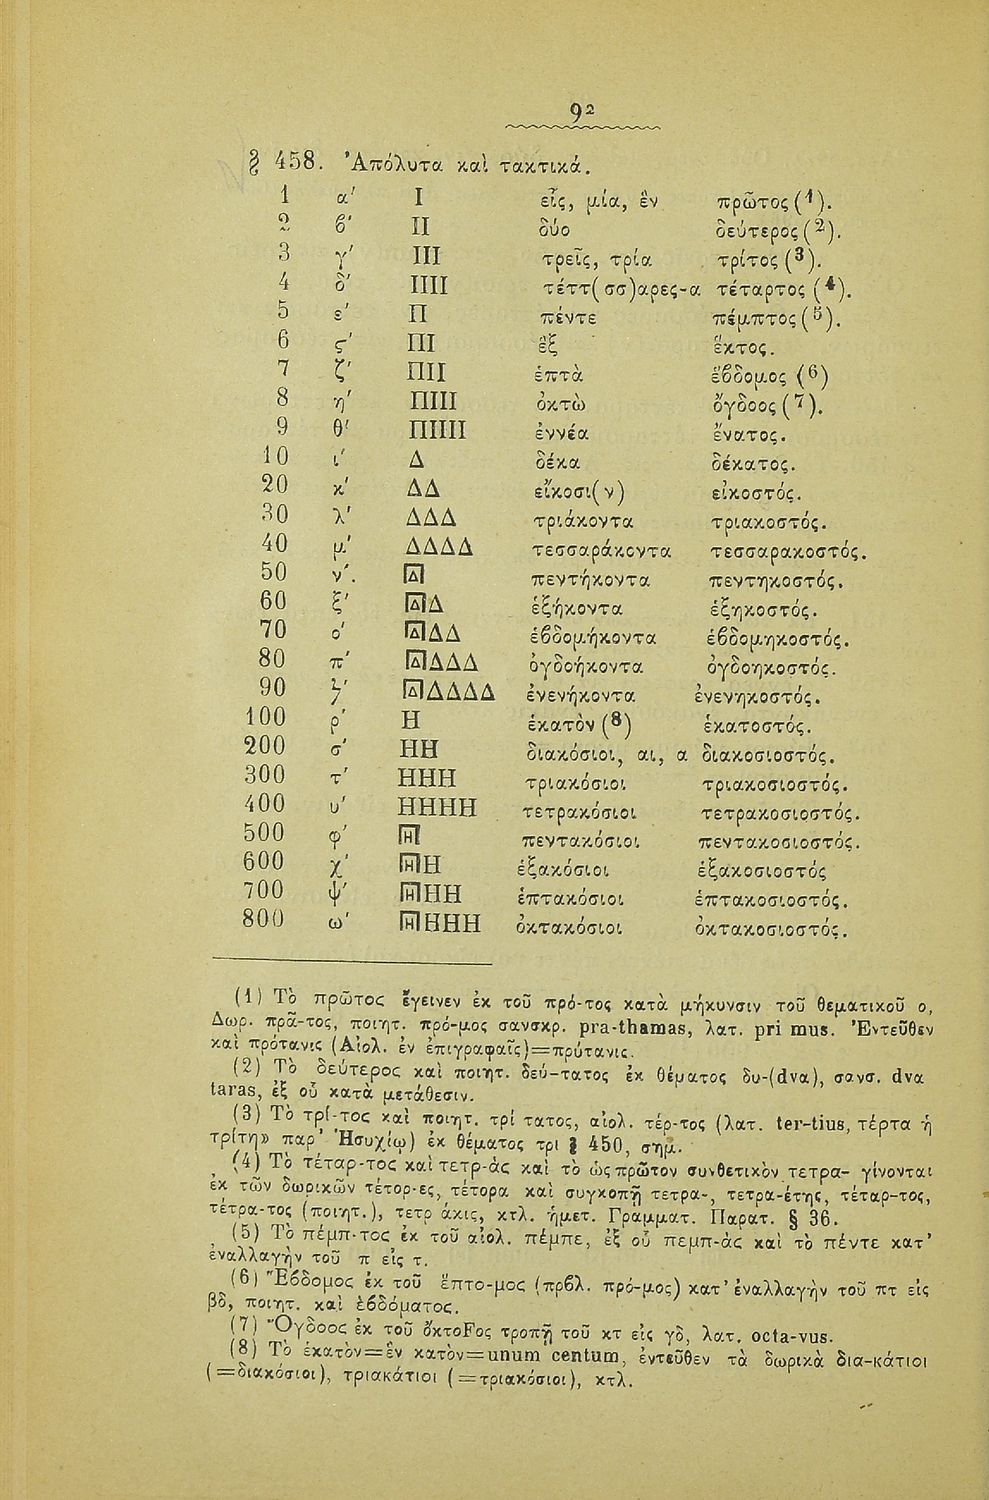 92
§ 458. Ἀπόλυτα καὶ τακτικά.
1 α′ Ι εἷς, μία, ἓν πρῶτος (1).
2 β′ ΙΙ δύο δεύτερος (2).
3 γ′ ΙΙΙ τρεῖς, τρία τρίτος (3).
4 δ′ ΙΙΙΙ τέττ(σσ)αρες-α τέταρτος (4).
5 ε′ Π πέντε πέμπτος (5).
6 ς′ ΠΙ ἓξ ἕκτος.
7 ζ′ ΠΙΙ ἑπτὰ ἕβδομος (6)
8 η′ ΠΙΙΙ ὀκτὼ ὄγδοος (7).
9 θ′ ΠΙΙΙΙ ἐννέα ἔνατος.
10 ι′ Δ δέκα δέκατος.
20 κ′ ΔΔ εἴκοσι(ν) εἰκοστός.
30 λ′ ΔΔΔ τριάκοντα τριακοστός.
40 μ′ ΔΔΔΔ τεσσαράκοντα τεσσαρακοστός.
50 ν′. 𐅄 πεντήκοντα πεντηκοστός.
60 ξ′ 𐅄Δ ἑξήκοντα ἑξηκοστός.
70 ο′ 𐅄ΔΔ ἑβδομήκοντα ἑβδομηκοστός.
80 π′ 𐅄ΔΔΔ ὀγδοήκοντα ὀγδοηκοστός.
90 ϟ′ 𐅄ΔΔΔΔ ἐνενήκοντα ἐνενηκοστός.
100 ρ′ Η ἑκατὸν (8) ἑκατοστός.
200 σ′ ΗΗ διακόσιοι, αι, α διακοσιοστός.
300 τ′ ΗΗΗ τριακόσιοι τριακοσιοστός.
400 υ′ ΗΗΗΗ τετρακόσιοι τετρακοσιοστός.
500 φ′ 𐅅 πεντακόσιοι πεντακοσιοστός.
600 χ′ 𐅅Η ἑξακόσιοι ἑξακοσιοστός
700 ψ′ 𐅅ΗΗ ἑπτακόσιοι ἑπτακοσιοστός.
800 ω′ 𐅅ΗΗΗ ὀκτακόσιοι ὀκτακοσιοστός.
(1) Τὸ πρῶτος ἔγεινεν ἐκ τοῦ πρό-τος κατὰ μήκυνσιν τοῦ θεματικοῦ ο,
Δωρ. πρᾶ-τος, ποιητ. πρό-μος σανσκρ. pra-thamas, λατ. pri mus. Ἐντεῦθεν
καὶ πρότανις (Αἰολ. ἐν ἐπιγραφαῖς)=πρύτανις.
(2) Τὸ δεύτερος καὶ ποιητ. δεύ-τατος ἐκ θέματος δυ-(dva), σανσ. dva
taras, ἐξ οὗ κατὰ μετάθεσιν.
(3) Τὸ τρί-τος καὶ ποιητ. τρί τατος, αἰολ. τέρ-τος (λατ. ter-tius, τέρτα ἡ
τρίτη» παρ' Ἡσυχίῳ) ἐκ θέματος τρι § 450, σημ.
(4) Τὸ τέταρ-τος καὶ τετρ-ὰς καὶ τὸ ὡς πρῶτον συνθετικὸν τετρα- γίνονται
ἐκ τῶν δωρικῶν τέτορ-ες, τέτορα καὶ συγκοπῇ τετρα-, τετρα-έτης, τέταρ-τος,
τέτρα-τος (ποιητ.), τετρ άκις, κτλ. ἡμετ. Γραμματ. Παρατ. § 36.
(5) Τὸ πέμπ-τος ἐκ τοῦ αἰολ. πέμπε, ἐξ οὗ πεμπ-ὰς καὶ τὸ πέντε κατ'
ἐναλλαγὴν τοῦ π εἰς τ.
(6) Ἕβδομος ἐκ τοῦ ἕπτο-μος (πρβλ. πρό-μος) κατ' ἐναλλαγὴν τοῦ πτ εἰς
βδ, ποιητ. καὶ ἑβδόματος.
(7) Ὄγδοος ἐκ τοῦ ὄκτοFος τροπῇ τοῦ κτ εἰς γδ, λατ. octa-vus.
(8) Τὸ ἑκατὸν=ἓν κατὸν=unum centum, ἐντεῦθεν τὰ δωρικὰ δια-κάτιοι
(=διακόσιοι), τριακάτιοι (=τριακόσιοι), κτλ.